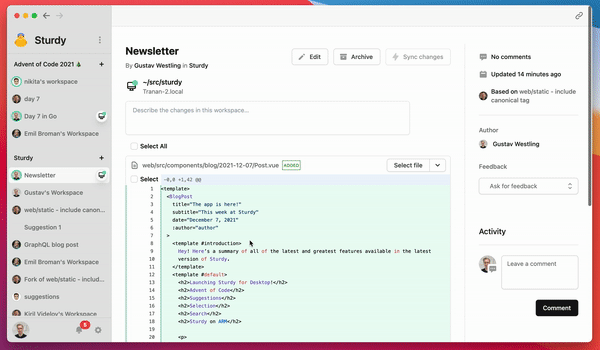 Sturdy
Advent of Code 2021 🎄
nikita's workspace
day 7
Day 7 in Go
Emil Broman's Workspace
Sturdy
Newsletter
Gustav's Workspace
web/static - include canon...
Suggestion 1
GraphQL blog post
Emil Broman's Workspace
Fork of web/static - includ...
suggestions
Kiril Videlov's Workspace
5
Newsletter
By Gustav Westling in Sturdy
Edit
Archive
Sync changes
~/src/sturdy
Tranan-2.local
Describe the changes in this workspace...
Select All
web/src/components/blog/2021-12-07/Post.vue ADDED
Select file
Select
-0,0 +1,42 @@
1 <template>
2 <BlogPost
3 title="The app is here!"
4 subtitle="This week at Sturdy"
5 date="December 7, 2021"
6 :author="author"
7 >
8 <template #introduction>
9 Hey! Here's a summary of all of the latest and greatest features available in the latest
10 version of Sturdy.
11 </template>
12 <template #default>
13 <h2>Launching Sturdy for Desktop!</h2>
14 <h2>Advent of Code</h2>
15 <h2>Suggestions</h2>
16 <h2>Selection</h2>
17 <h2>Search</h2>
18 <h2>Sturdy on ARM</h2>
19
20 <p>
No comments
Updated 14 minutes ago
Based on web/static - include
canonical tag
Author
Gustav Westling
Feedback
Ask for feedback
Activity
Leave a comment
Comment